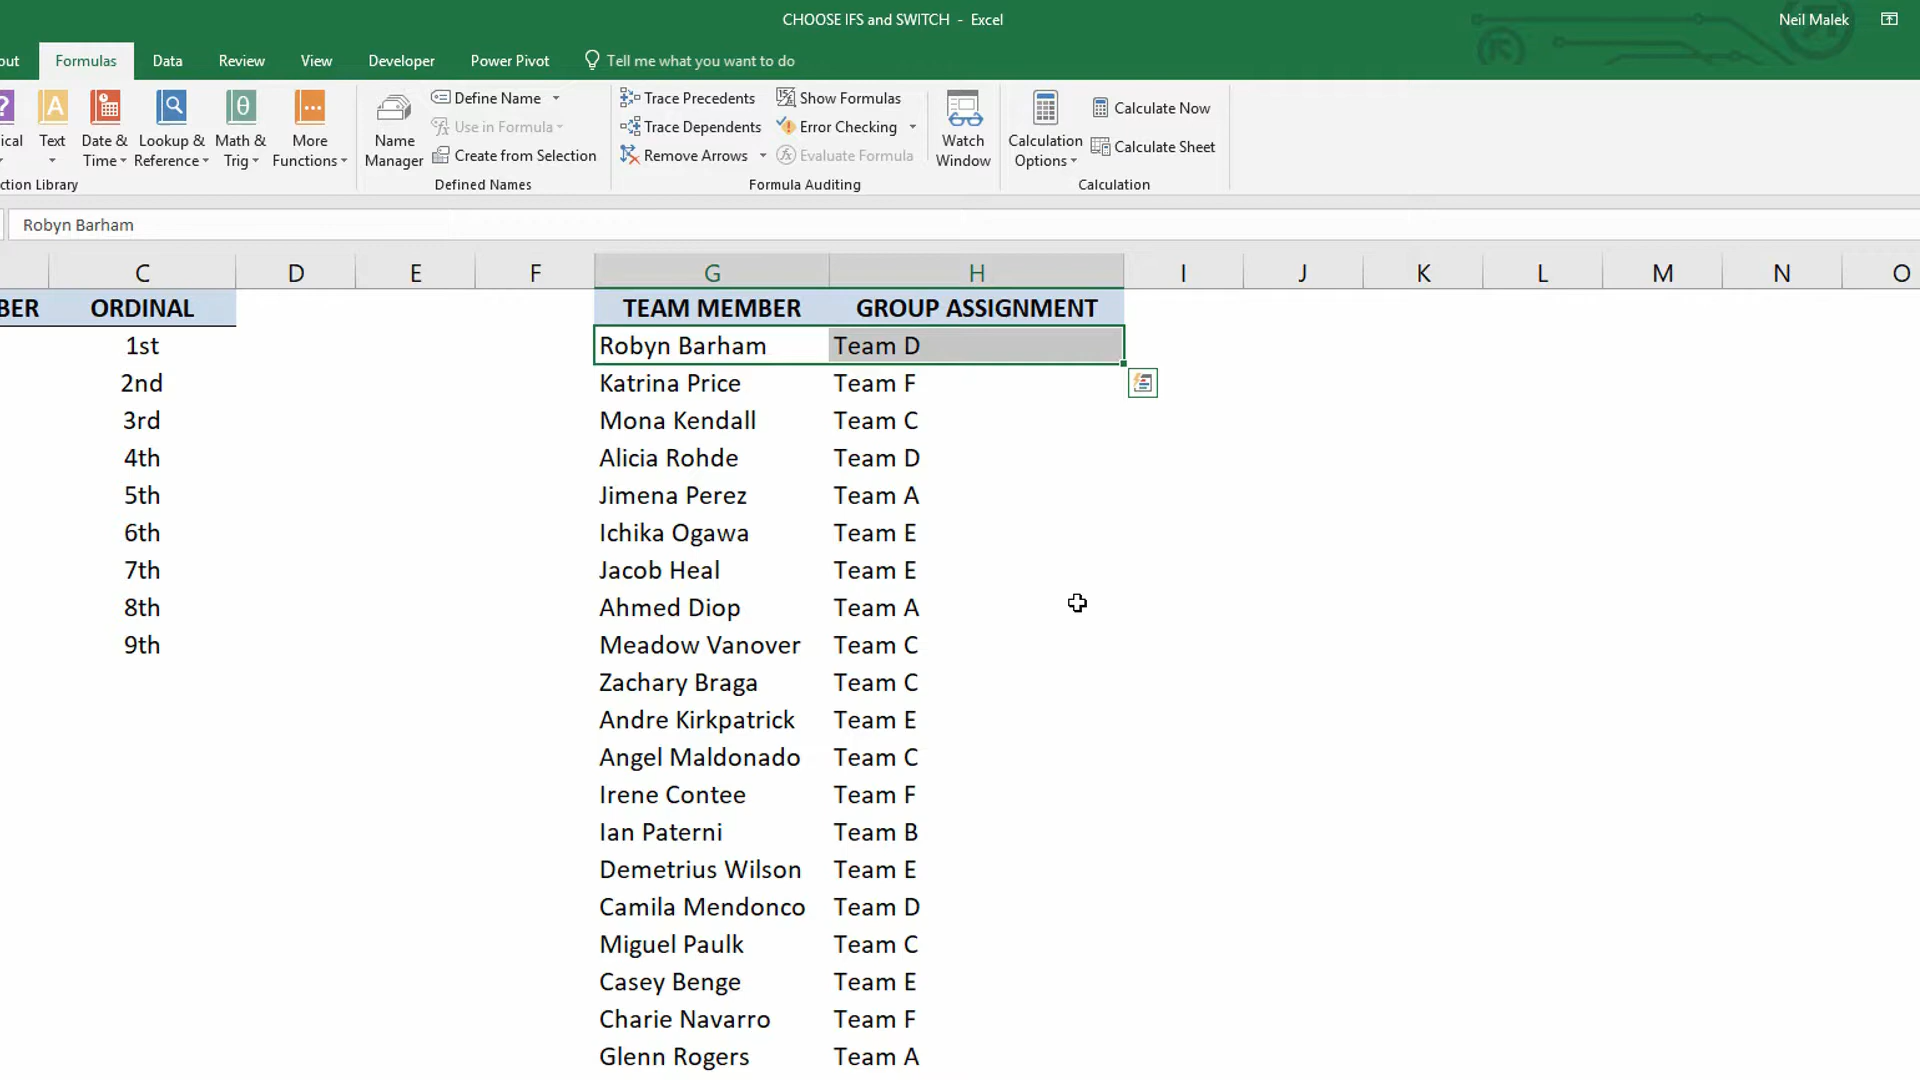 CHOOSE IFS and SWITCH - Excel
Neil Malek
out Formulas Data Review View Developer Power Pivot Tell me what you want to do
ical
Text
Date & Time
Lookup & Reference
Math & Trig
More Functions
ction Library
Name Manager
Define Name
Use in Formula
Create from Selection
Defined Names
Trace Precedents
Trace Dependents
Remove Arrows
Show Formulas
Error Checking
Evaluate Formula
Formula Auditing
Watch Window
Calculation Options
Calculate Now
Calculate Sheet
Calculation
Robyn Barham
C D E F G H I J K L M N O
BER ORDINAL TEAM MEMBER GROUP ASSIGNMENT
1st Robyn Barham Team D
2nd Katrina Price Team F
3rd Mona Kendall Team C
4th Alicia Rohde Team D
5th Jimena Perez Team A
6th Ichika Ogawa Team E
7th Jacob Heal Team E
8th Ahmed Diop Team A
9th Meadow Vanover Team C
Zachary Braga Team C
Andre Kirkpatrick Team E
Angel Maldonado Team C
Irene Contee Team F
Ian Paterni Team B
Demetrius Wilson Team E
Camila Mendonco Team D
Miguel Paulk Team C
Casey Benge Team E
Charie Navarro Team F
Glenn Rogers Team A